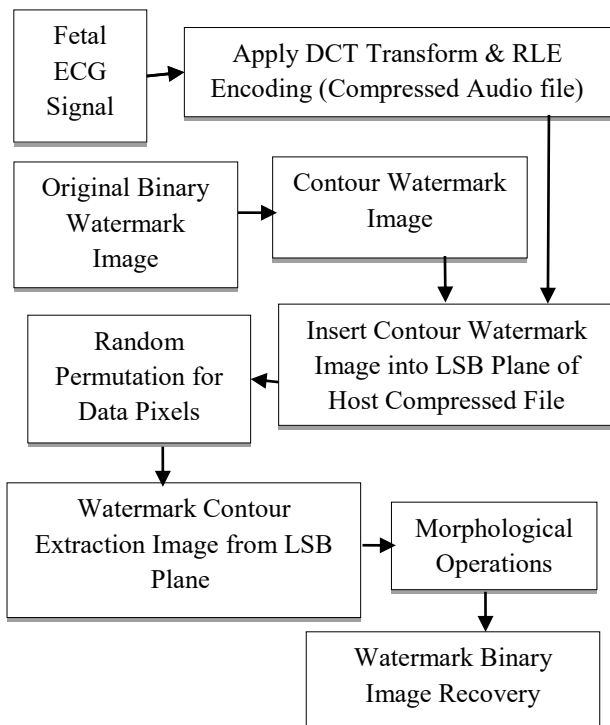 Fetal
ECG
Signal
Apply DCT Transform & RLE
Encoding (Compressed Audio file)
Original Binary
Watermark
Image
Contour Watermark
Image
Insert Contour Watermark
Image into LSB Plane of
Host Compressed File
Random
Permutation for
Data Pixels
Watermark Contour
Extraction Image from LSB
Plane
Morphological
Operations
Watermark Binary
Image Recovery